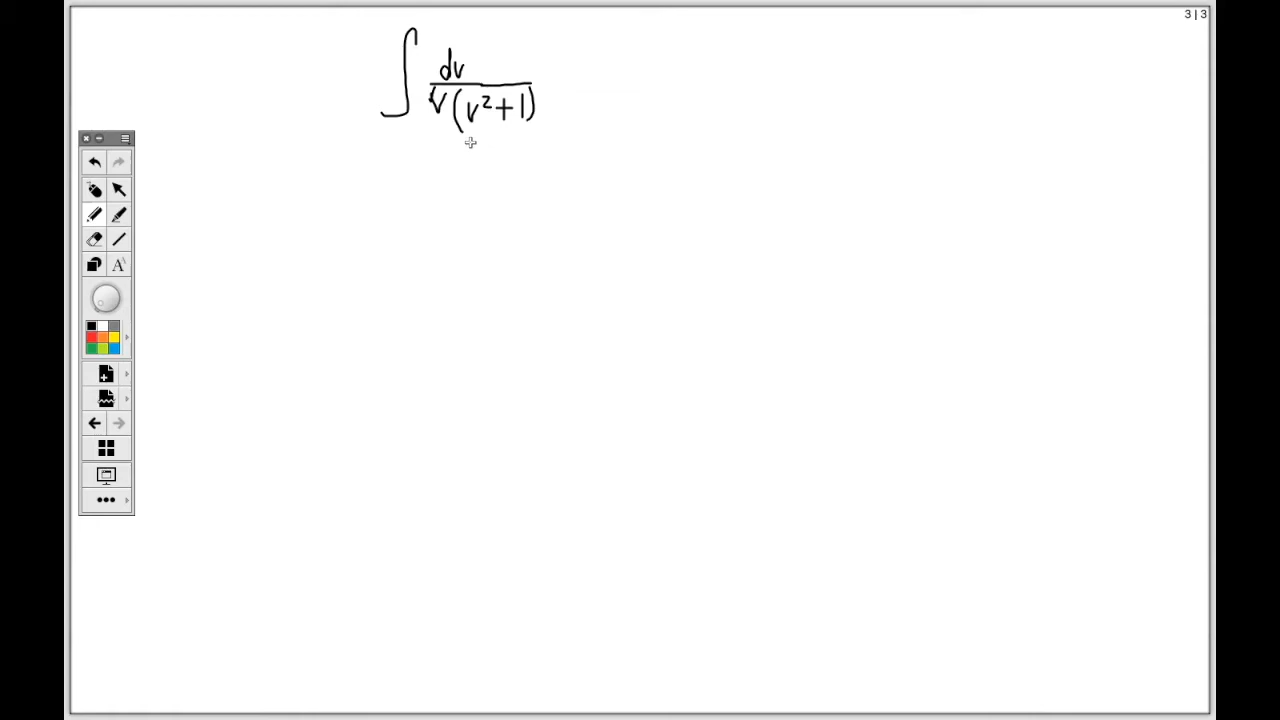 3 | 3
∫ dv
v(v²+1)
A